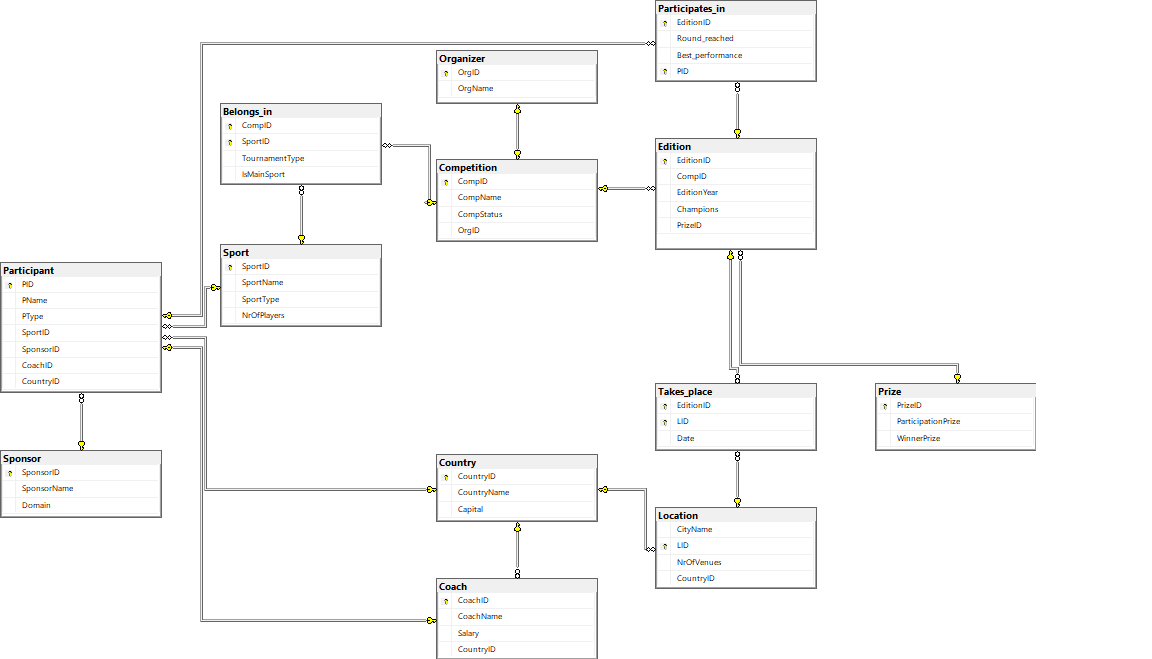 Participates_in
EditionID
Round_reached
Best_performance
PID
Organizer
OrgID
OrgName
Belongs_in
CompID
SportID
TournamentType
IsMainSport
Edition
EditionID
CompID
EditionYear
Champions
PrizeID
Competition
CompID
CompName
CompStatus
OrgID
Sport
SportID
SportName
SportType
NrOfPlayers
Participant
PID
PName
PType
SportID
SponsorID
CoachID
CountryID
Takes_place
EditionID
LID
Date
Prize
PrizeID
ParticipationPrize
WinnerPrize
Sponsor
SponsorID
SponsorName
Domain
Country
CountryID
CountryName
Capital
Location
CityName
LID
NrOfVenues
CountryID
Coach
CoachID
CoachName
Salary
CountryID